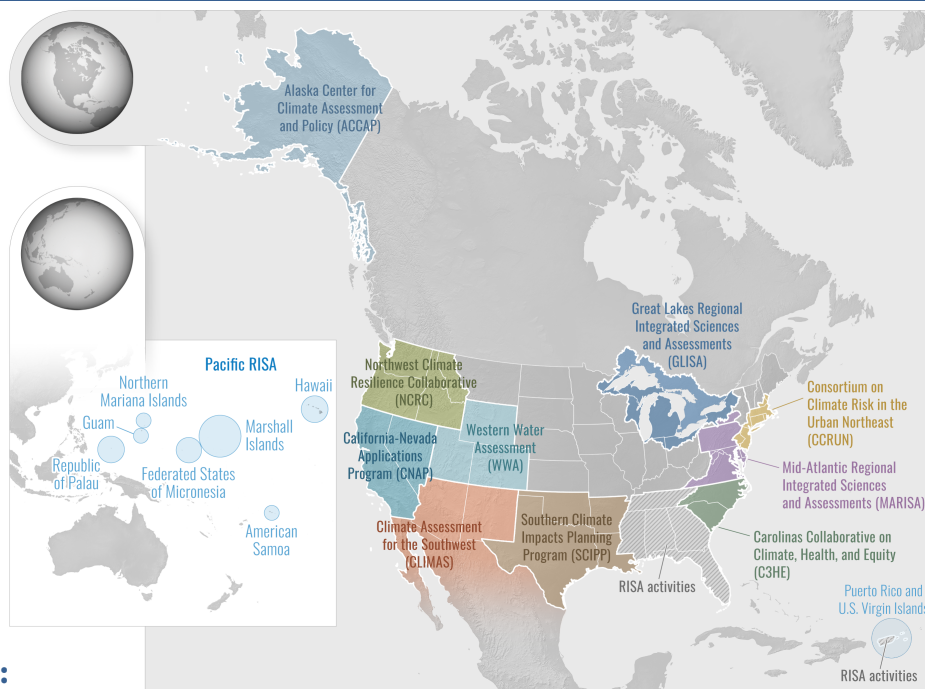 Alaska Center for
Climate Assessment
and Policy (ACCAP)
Great Lakes Regional
Integrated Sciences
and Assessments
(GLISA)
Pacific RISA
Northern
Mariana Islands
Hawaii
Guam
Marshall
Islands
Republic
of Palau
Federated States
of Micronesia
American
Samoa
Northwest Climate
Resilience Collaborative
(NCRC)
California-Nevada
Applications
Program (CNAP)
Western Water
Assessment
(WWA)
Climate Assessment
for the Southwest
(CLIMAS)
Southern Climate
Impacts Planning
Program (SCIPP)
RISA activities
Consortium on
Climate Risk in the
Urban Northeast
(CCRUN)
Mid-Atlantic Regional
Integrated Sciences
and Assessments (MARISA)
Carolinas Collaborative on
Climate, Health, and Equity
(C3HE)
Puerto Rico and
U.S. Virgin Islands
RISA activities
: